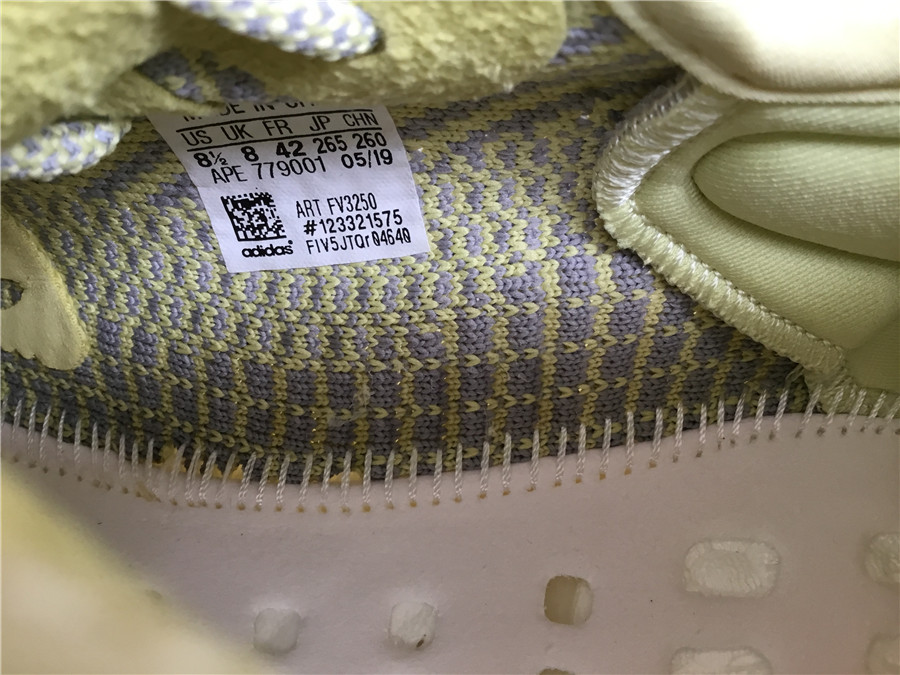 US UK FR JP CHN
8½ 8 42 265 260
APE 779001 05/19
ART FV3250
#123321575
FIV5JTQr04640
adidas®